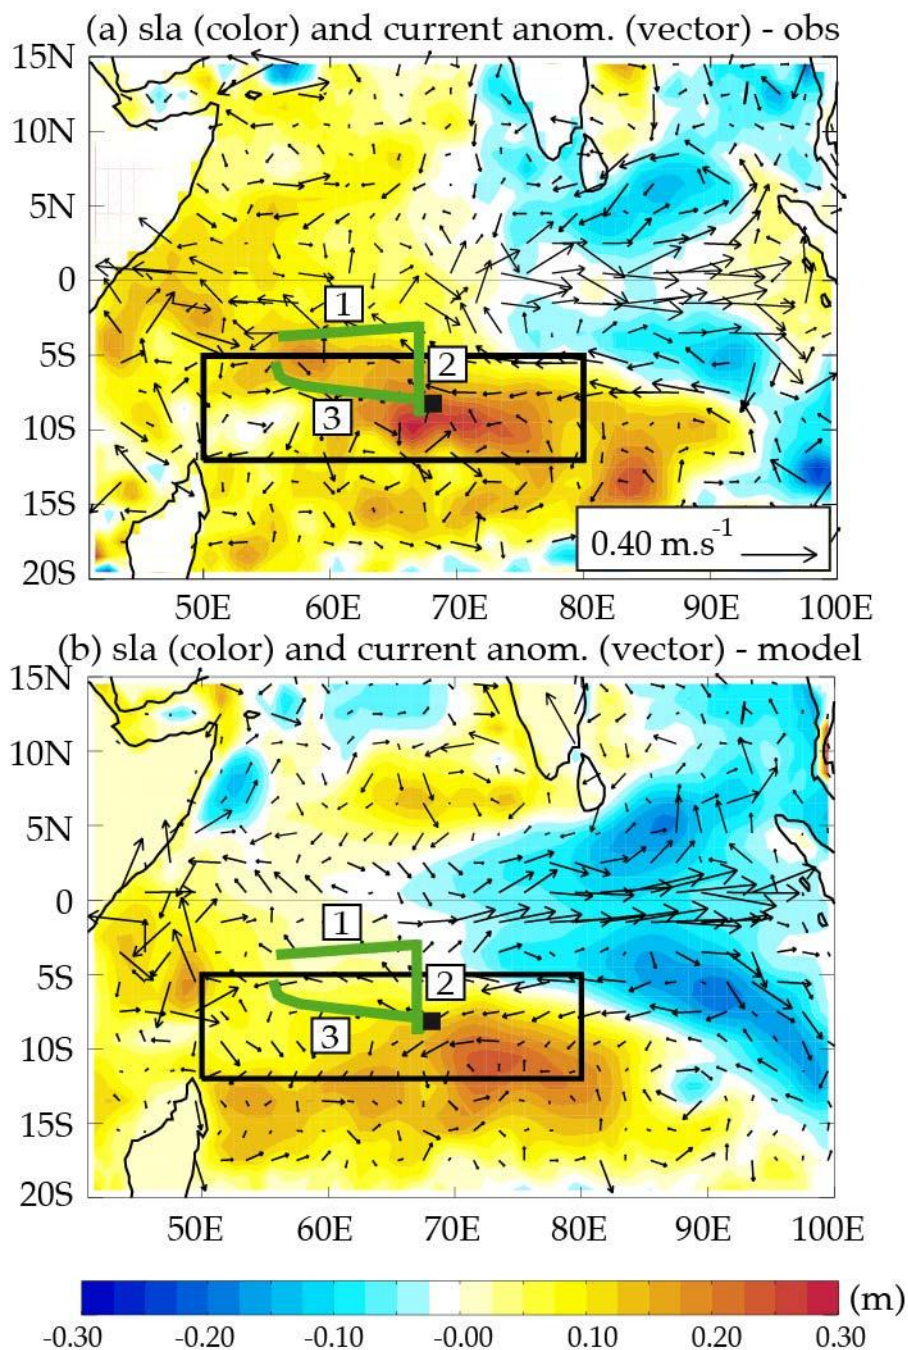 (a) sla (color) and current anom. (vector) - obs
15N
10N
5N
0
1
5S
2
3
10S
15S
0.40 m.s-1
20S
50E 60E 70E 80E 90E 100E
(b) sla (color) and current anom. (vector) - model
15N
10N
5N
0
1
5S
2
3
10S
15S
20S
50E 60E 70E 80E 90E 100E
(m)
-0.30 -0.20 -0.10 -0.00 0.10 0.20 0.30